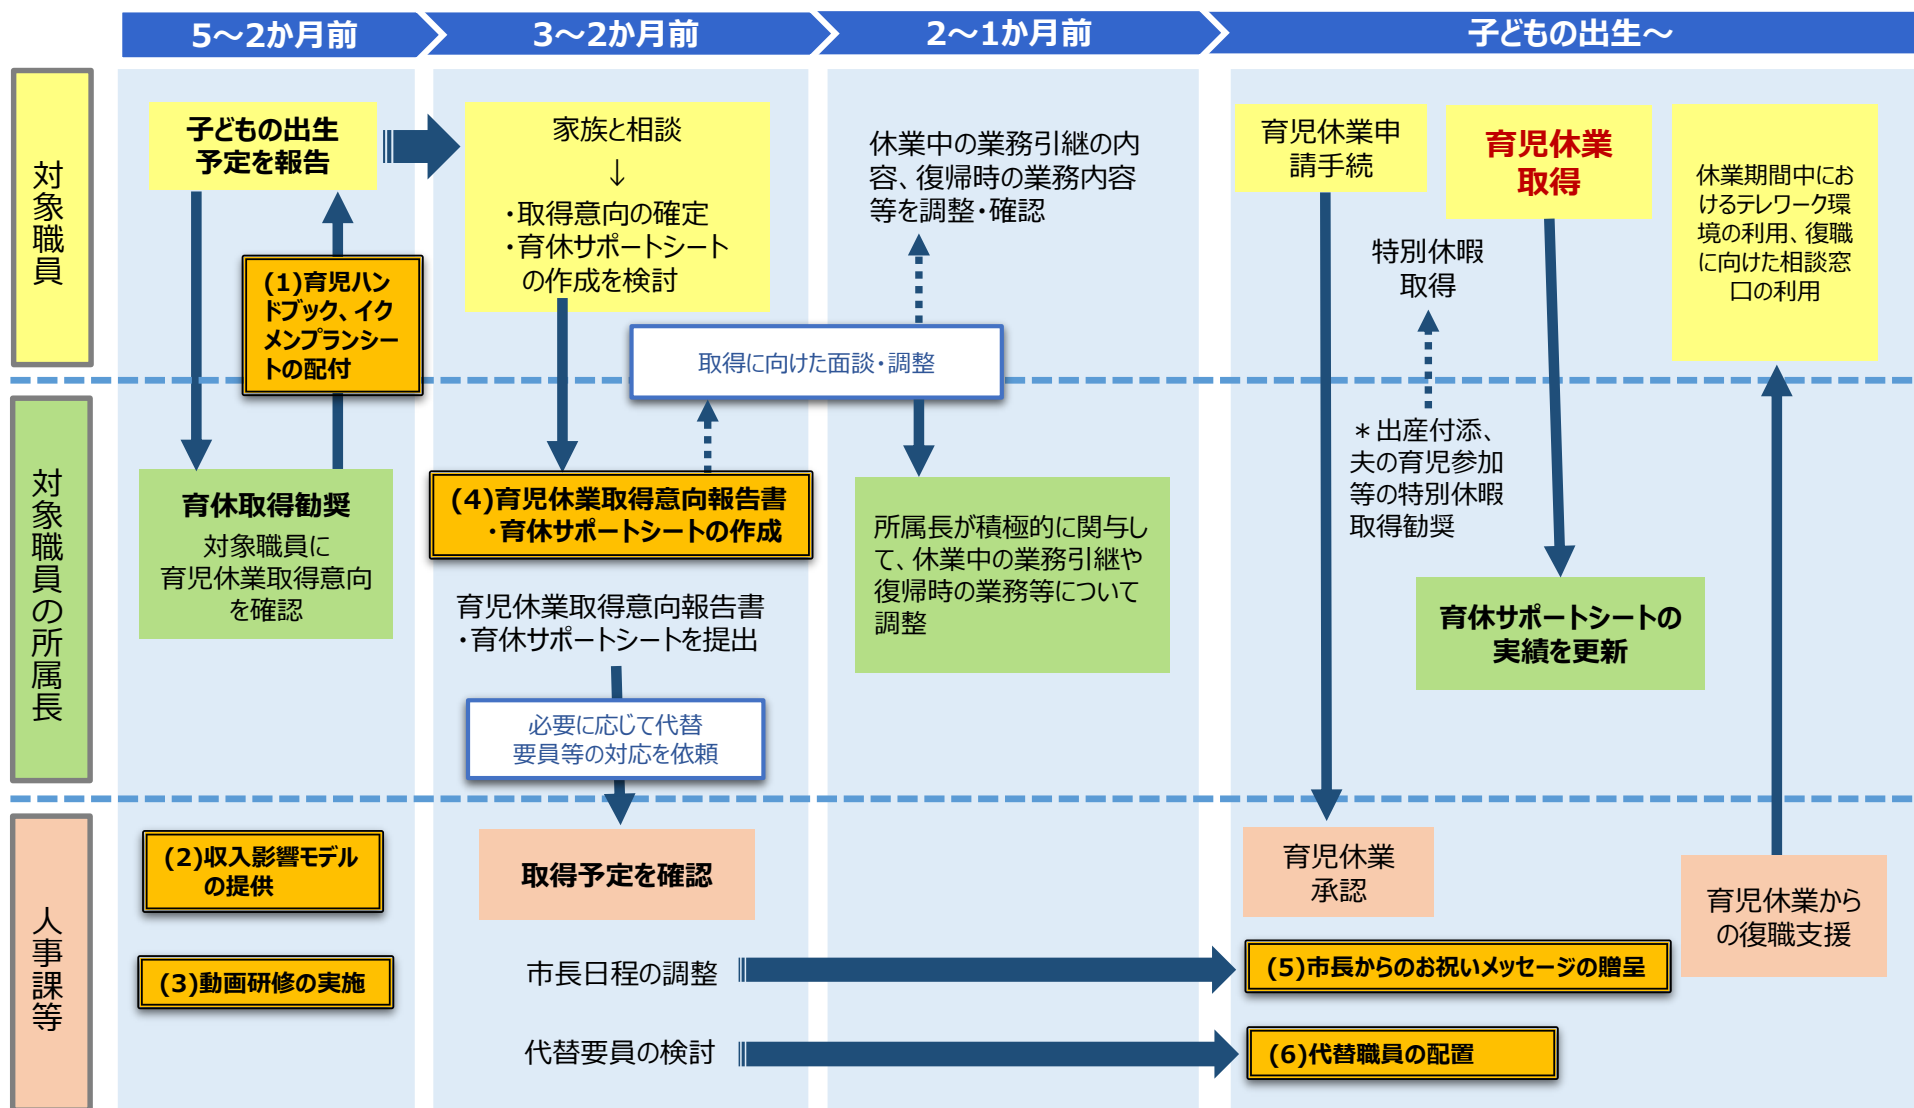 5～2か月前
3～2か月前
2～1か月前
子どもの出生～
対象職員
子どもの出生
予定を報告
家族と相談
↓
・取得意向の確定
・育休サポートシート
の作成を検討
休業中の業務引継の内
容、復帰時の業務内容
等を調整・確認
育児休業申
請手続
育児休業
取得
休業期間中にお
けるテレワーク環
境の利用、復職
に向けた相談窓
口の利用
特別休暇
取得
(1)育児ハン
ドブック、イク
メンプランシー
トの配付
取得に向けた面談・調整
対象職員の所属長
育休取得勧奨
対象職員に
育児休業取得意向
を確認
(4)育児休業取得意向報告書
・育休サポートシートの作成
育児休業取得意向報告書
・育休サポートシートを提出
必要に応じて代替
要員等の対応を依頼
所属長が積極的に関与し
て、休業中の業務引継や
復帰時の業務等について
調整
＊出産付添、
夫の育児参加
等の特別休暇
取得勧奨
育休サポートシートの
実績を更新
人事課等
(2)収入影響モデル
の提供
(3)動画研修の実施
取得予定を確認
市長日程の調整
代替要員の検討
育児休業
承認
(5)市長からのお祝いメッセージの贈呈
(6)代替職員の配置
育児休業から
の復職支援